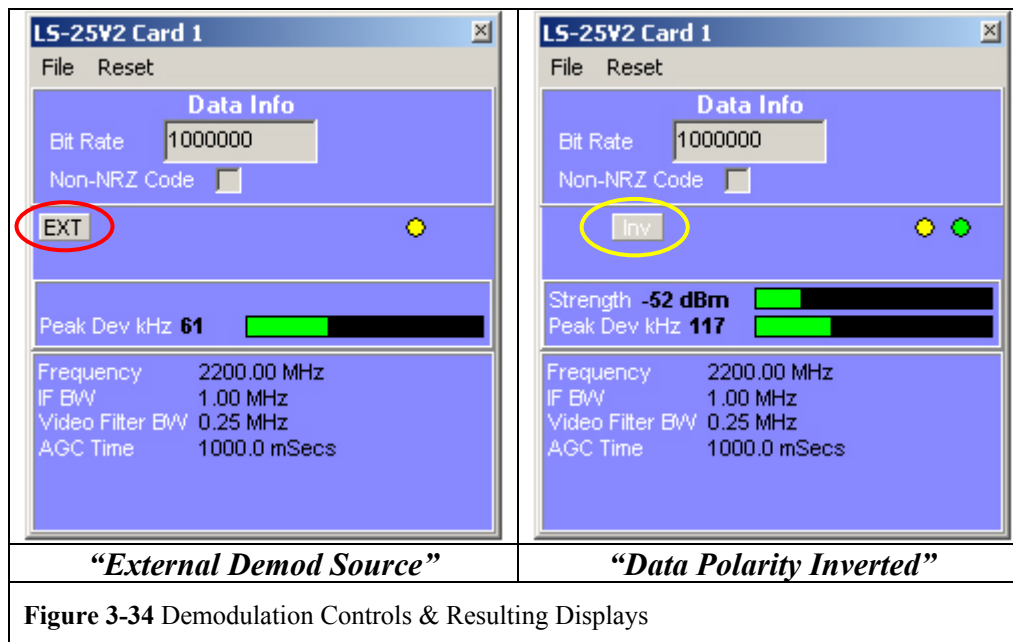 LS-25V2 Card 1
File Reset
Data Info
Bit Rate 1000000
Non-NRZ Code
EXT
Peak Dev kHz 61
Frequency 2200.00 MHz
IF BW 1.00 MHz
Video Filter BW 0.25 MHz
AGC Time 1000.0 mSecs
"External Demod Source"
LS-25V2 Card 1
File Reset
Data Info
Bit Rate 1000000
Non-NRZ Code
Inv
Strength -52 dBm
Peak Dev kHz 117
Frequency 2200.00 MHz
IF BW 1.00 MHz
Video Filter BW 0.25 MHz
AGC Time 1000.0 mSecs
"Data Polarity Inverted"
Figure 3-34 Demodulation Controls & Resulting Displays